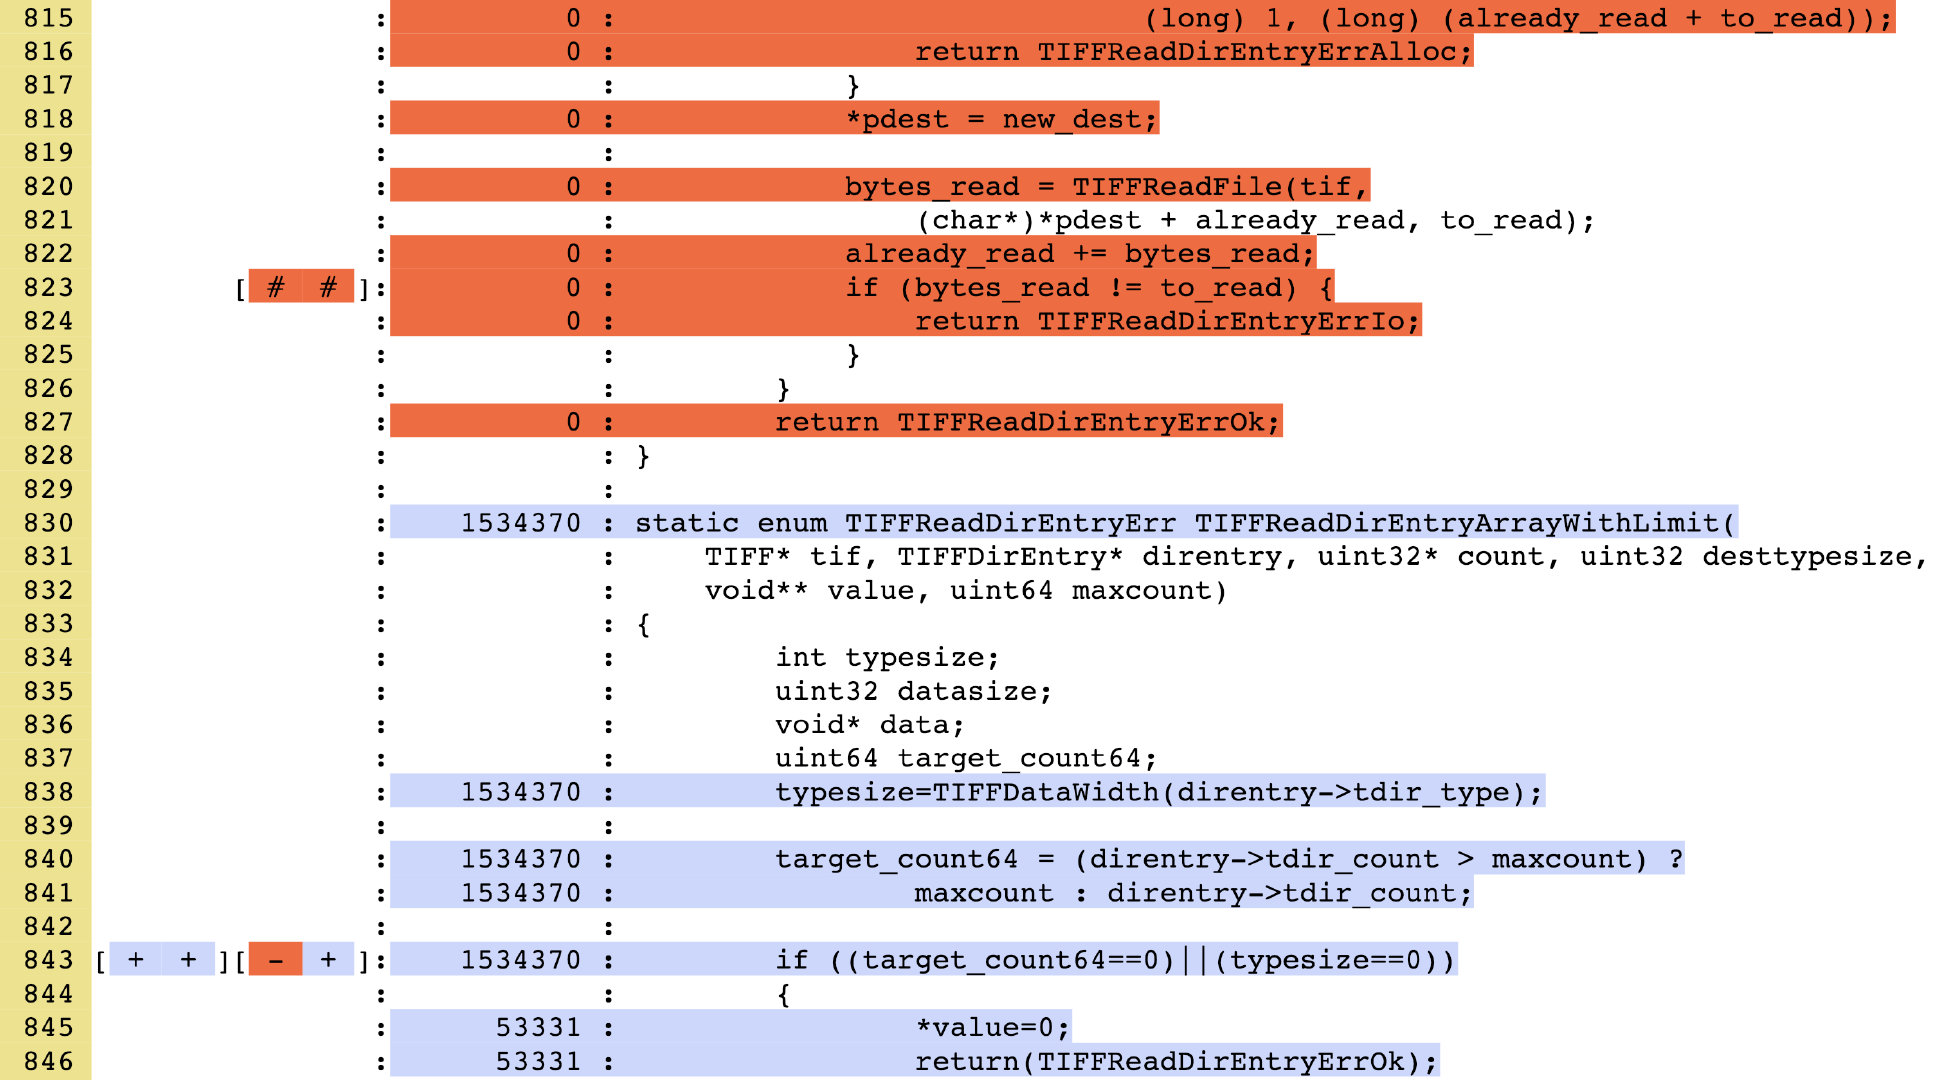 815 : 0 : (long) 1, (long) (already_read + to_read));
816 : 0 : return TIFFReadDirEntryErrAlloc;
817 : : }
818 : 0 : *pdest = new_dest;
819 : :
820 : 0 : bytes_read = TIFFReadFile(tif,
821 : : (char*)*pdest + already_read, to_read);
822 : 0 : already_read += bytes_read;
823 [ # # ]: 0 : if (bytes_read != to_read) {
824 : 0 : return TIFFReadDirEntryErrIo;
825 : : }
826 : : }
827 : 0 : return TIFFReadDirEntryErrOk;
828 : : }
829 : :
830 : 1534370 : static enum TIFFReadDirEntryErr TIFFReadDirEntryArrayWithLimit(
831 : : TIFF* tif, TIFFDirEntry* direntry, uint32* count, uint32 desttypesize,
832 : : void** value, uint64 maxcount)
833 : : {
834 : : int typesize;
835 : : uint32 datasize;
836 : : void* data;
837 : : uint64 target_count64;
838 : 1534370 : typesize=TIFFDataWidth(direntry->tdir_type);
839 : :
840 : 1534370 : target_count64 = (direntry->tdir_count > maxcount) ?
841 : 1534370 : maxcount : direntry->tdir_count;
842 : :
843 [ + + ][ - + ]: 1534370 : if ((target_count64==0)||(typesize==0))
844 : : {
845 : 53331 : *value=0;
846 : 53331 : return(TIFFReadDirEntryErrOk);